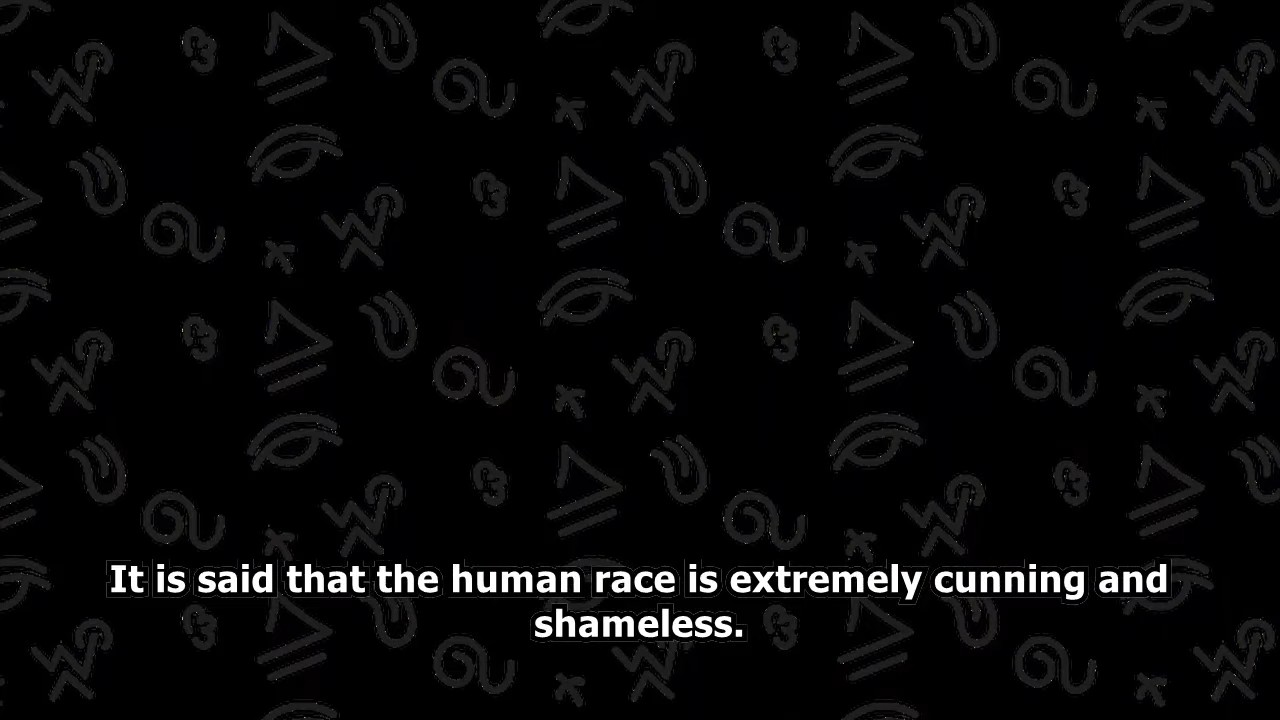 It is said that the human race is extremely cunning and
shameless.